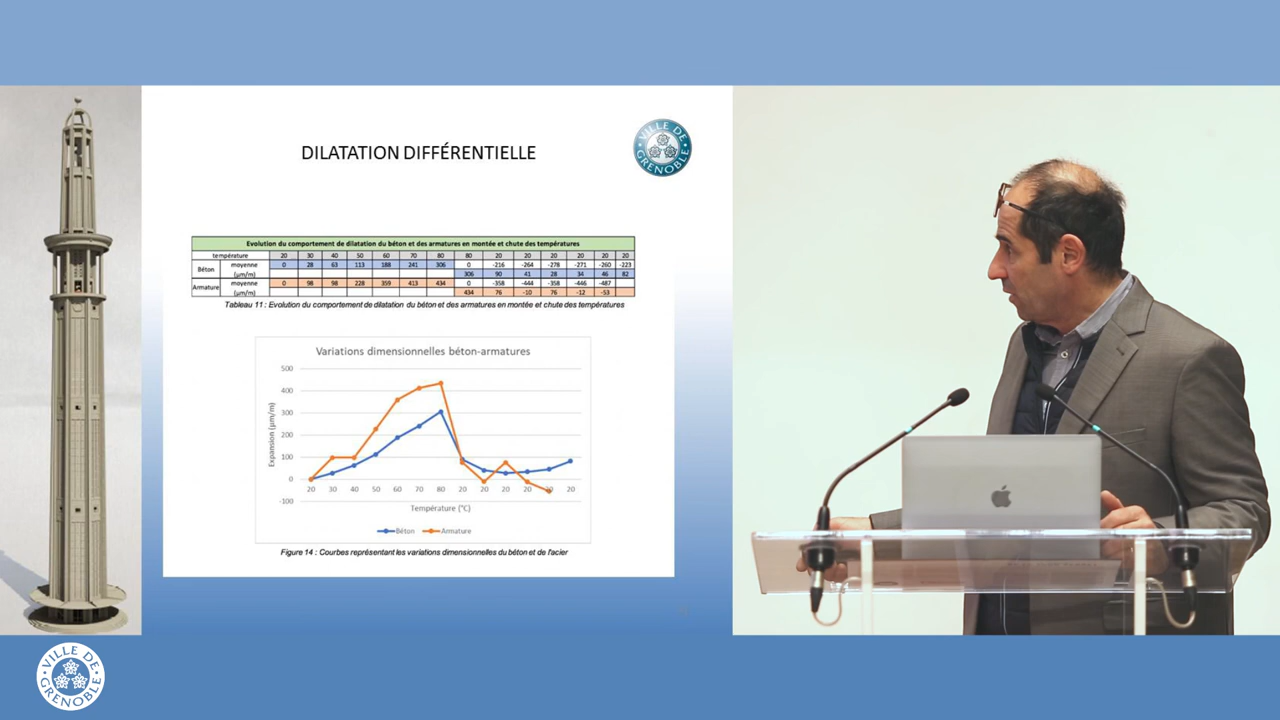 DILATATION DIFFÉRENTIELLE
VILLE DE GRENOBLE
Evolution du comportement de dilatation du béton et des armatures en montée et chute des températures
température 20 30 40 50 60 70 80 80 20 20 20 20 20 20
Béton moyenne (µm/m) 0 28 63 113 188 241 306 0 -216 -264 -278 -271 -260 -223
306 90 41 28 34 46 82
Armature moyenne (µm/m) 0 98 98 228 359 413 434 0 -358 -444 -358 -446 -487
434 76 -10 76 -12 -53
Tableau 11 : Evolution du comportement de dilatation du béton et des armatures en montée et chute des températures
Variations dimensionnelles béton-armatures
500
400
300
200
100
0
-100
Expansion (µm/m)
20 30 40 50 60 70 80 20 20 20 20 20 20
Température (°C)
Béton Armature
Figure 14 : Courbes représentant les variations dimensionnelles du béton et de l'acier
VILLE DE GRENOBLE